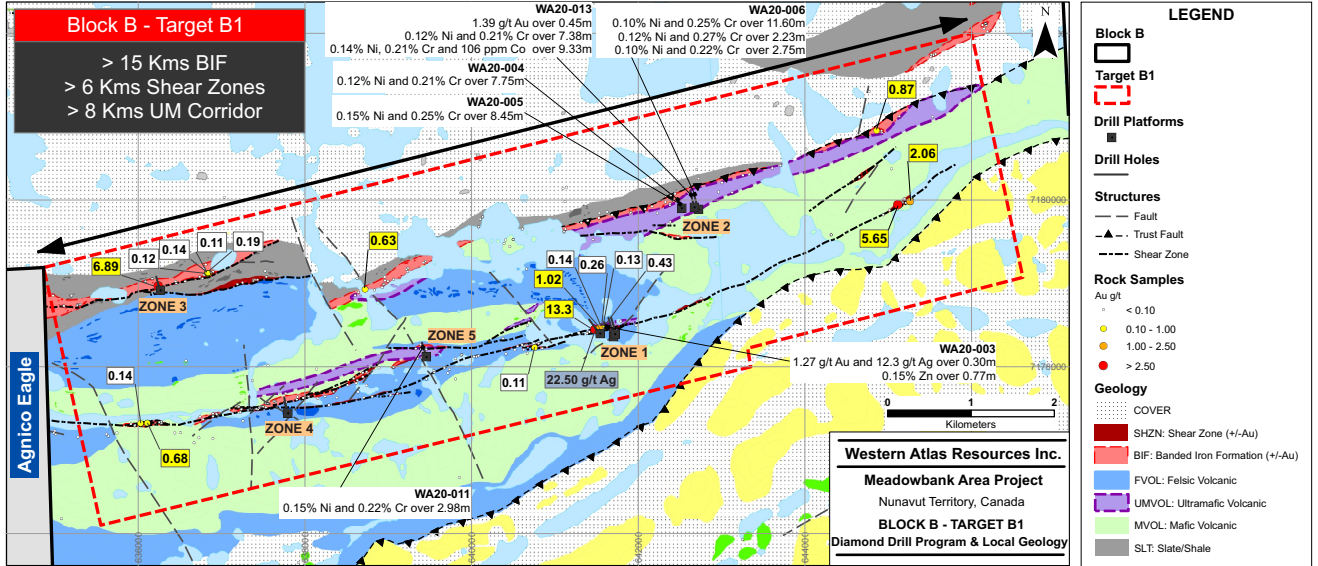 Block B - Target B1
> 15 Kms BIF
> 6 Kms Shear Zones
> 8 Kms UM Corridor
WA20-013
1.39 g/t Au over 0.45m
0.12% Ni and 0.21% Cr over 7.38m
0.14% Ni, 0.21% Cr and 106 ppm Co over 9.33m
WA20-006
0.10% Ni and 0.25% Cr over 11.60m
0.12% Ni and 0.27% Cr over 2.23m
0.10% Ni and 0.22% Cr over 2.75m
WA20-004
0.12% Ni and 0.21% Cr over 7.75m
WA20-005
0.15% Ni and 0.25% Cr over 8.45m
N
0.87
2.06
7180000
ZONE 2
5.65
0.63
0.19
0.11
0.14
0.12
6.89
ZONE 3
0.14
0.26
0.13
0.43
1.02
13.3
ZONE 1
ZONE 5
WA20-003
1.27 g/t Au and 12.3 g/t Ag over 0.30m
0.15% Zn over 0.77m
7178000
0.11
22.50 g/t Ag
0.14
Agnico Eagle
ZONE 4
0.68
0 1 2
Kilometers
WA20-011
0.15% Ni and 0.22% Cr over 2.98m
Western Atlas Resources Inc.
Meadowbank Area Project
Nunavut Territory, Canada
BLOCK B - TARGET B1
Diamond Drill Program & Local Geology
636000
638000
640000
642000
644000
LEGEND
Block B
Target B1
Drill Platforms
Drill Holes
Structures
Fault
Trust Fault
Shear Zone
Rock Samples
Au g/t
< 0.10
0.10 - 1.00
1.00 - 2.50
> 2.50
Geology
COVER
SHZN: Shear Zone (+/-Au)
BIF: Banded Iron Formation (+/-Au)
FVOL: Felsic Volcanic
UMVOL: Ultramafic Volcanic
MVOL: Mafic Volcanic
SLT: Slate/Shale